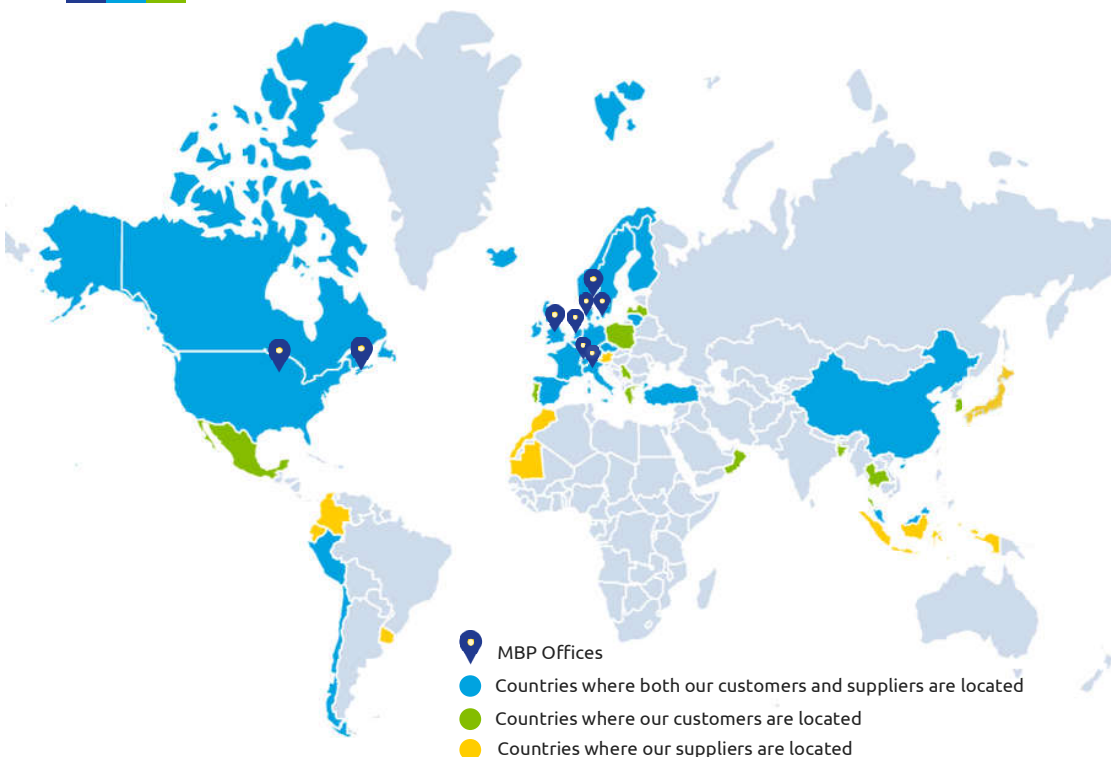 MBP Offices
Countries where both our customers and suppliers are located
Countries where our customers are located
Countries where our suppliers are located